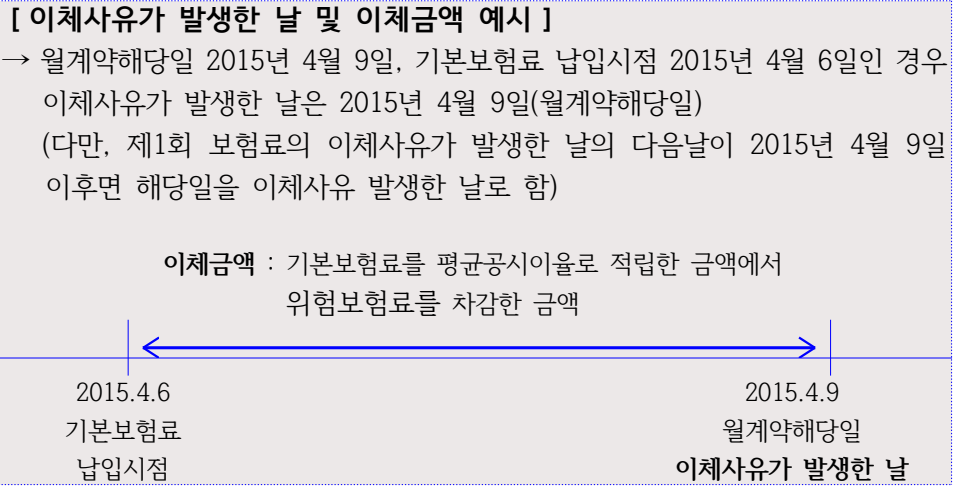 [ 이체사유가 발생한 날 및 이체금액 예시 ]
→ 월계약해당일 2015년 4월 9일, 기본보험료 납입시점 2015년 4월 6일인 경우
이체사유가 발생한 날은 2015년 4월 9일(월계약해당일)
(다만, 제1회 보험료의 이체사유가 발생한 날의 다음날이 2015년 4월 9일
이후면 해당일을 이체사유 발생한 날로 함)
이체금액 : 기본보험료를 평균공시이율로 적립한 금액에서
위험보험료를 차감한 금액
2015.4.6
기본보험료
납입시점
2015.4.9
월계약해당일
이체사유가 발생한 날